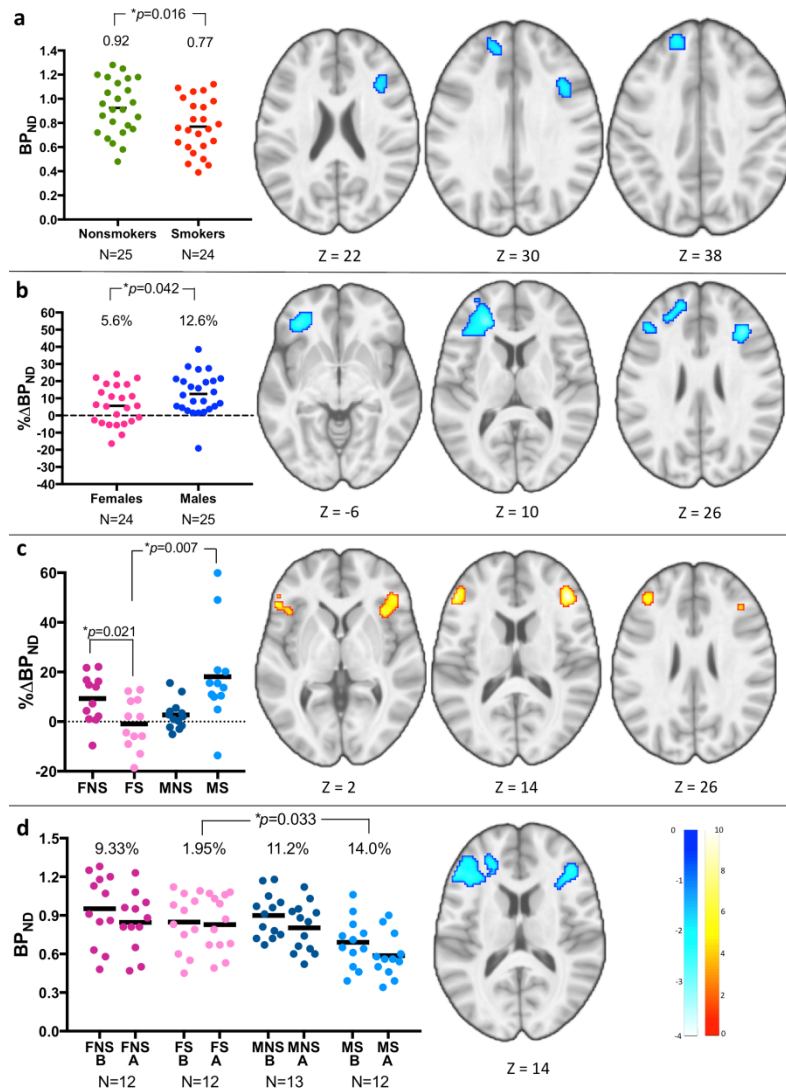 a
*p=0.016
0.92 0.77
1.4
1.2
1.0
0.8
0.6
0.4
0.2
0.0
BPND
Nonsmokers Smokers
N=25 N=24
Z = 22 Z = 30 Z = 38
b
*p=0.042
5.6% 12.6%
60
50
40
30
20
10
0
-10
-20
-30
-40
%ΔBPND
Females Males
N=24 N=25
Z = -6 Z = 10 Z = 26
c
*p=0.007
*p=0.021
60
40
20
0
-20
%ΔBPND
FNS FS MNS MS
Z = 2 Z = 14 Z = 26
d
*p=0.033
9.33% 1.95% 11.2% 14.0%
1.5
1.2
0.9
0.6
0.3
0.0
BPND
FNS FNS FS FS MNS MNS MS MS
B A B A B A B A
N=12 N=12 N=13 N=12
Z = 14
0 10
-1 8
6
-2
4
-3
2
-4 0